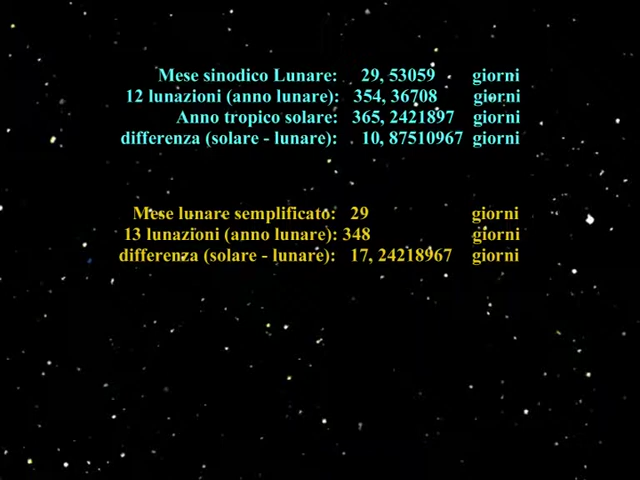 Mese sinodico Lunare: 29, 53059 giorni
12 lunazioni (anno lunare): 354, 36708 giorni
Anno tropico solare: 365, 2421897 giorni
differenza (solare - lunare): 10, 87510967 giorni
Mese lunare semplificato: 29 giorni
13 lunazioni (anno lunare): 348 giorni
differenza (solare - lunare): 17, 24218967 giorni